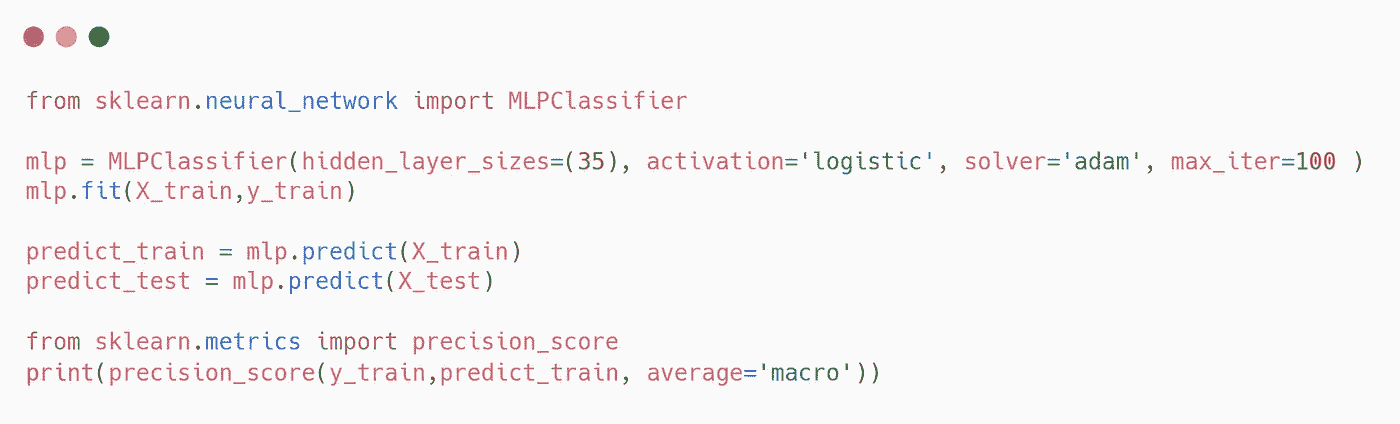 from sklearn.neural_network import MLPClassifier
mlp = MLPClassifier(hidden_layer_sizes=(35), activation='logistic', solver='adam', max_iter=100 )
mlp.fit(X_train,y_train)
predict_train = mlp.predict(X_train)
predict_test = mlp.predict(X_test)
from sklearn.metrics import precision_score
print(precision_score(y_train,predict_train, average='macro'))